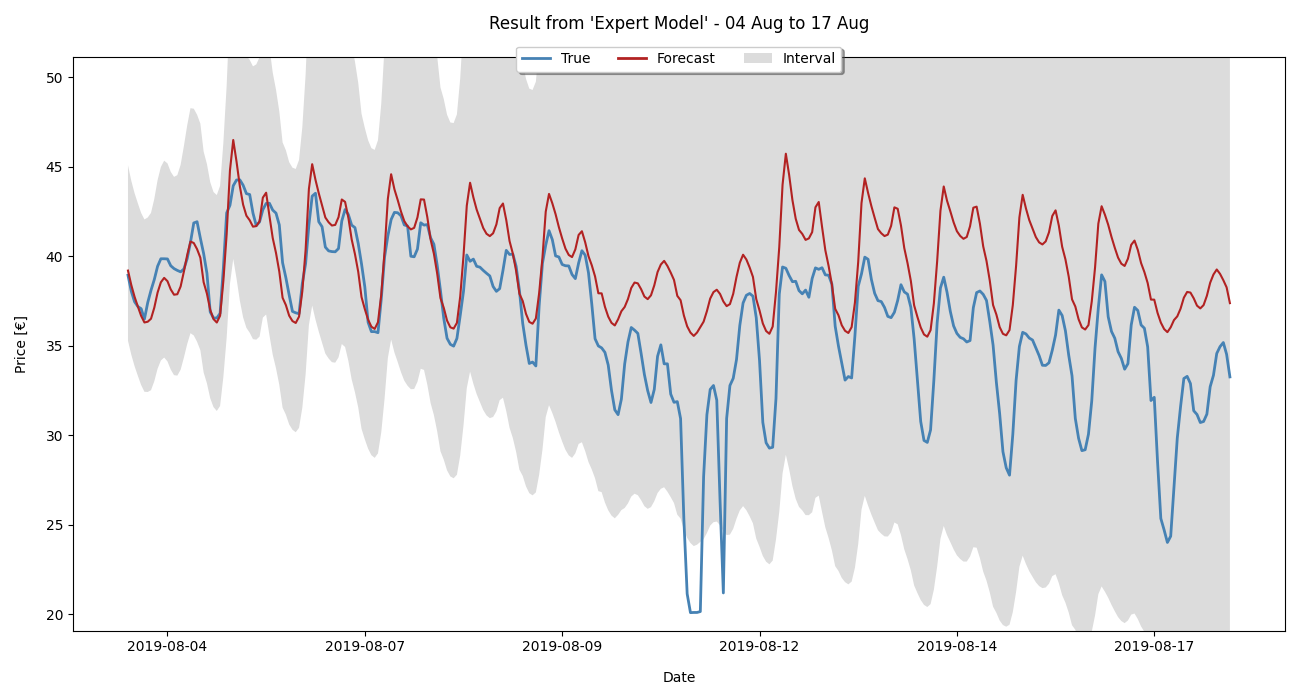 Result from 'Expert Model' - 04 Aug to 17 Aug
True Forecast Interval
50
45
40
35
30
25
20
Price [€]
2019-08-04 2019-08-07 2019-08-09 2019-08-12 2019-08-14 2019-08-17
Date